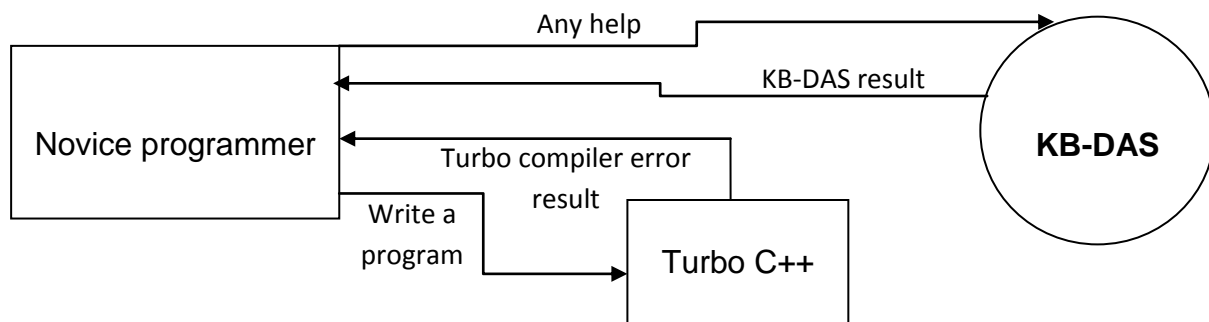 Any help
KB-DAS result
Novice programmer
KB-DAS
Turbo compiler error
result
Write a
program
Turbo C++